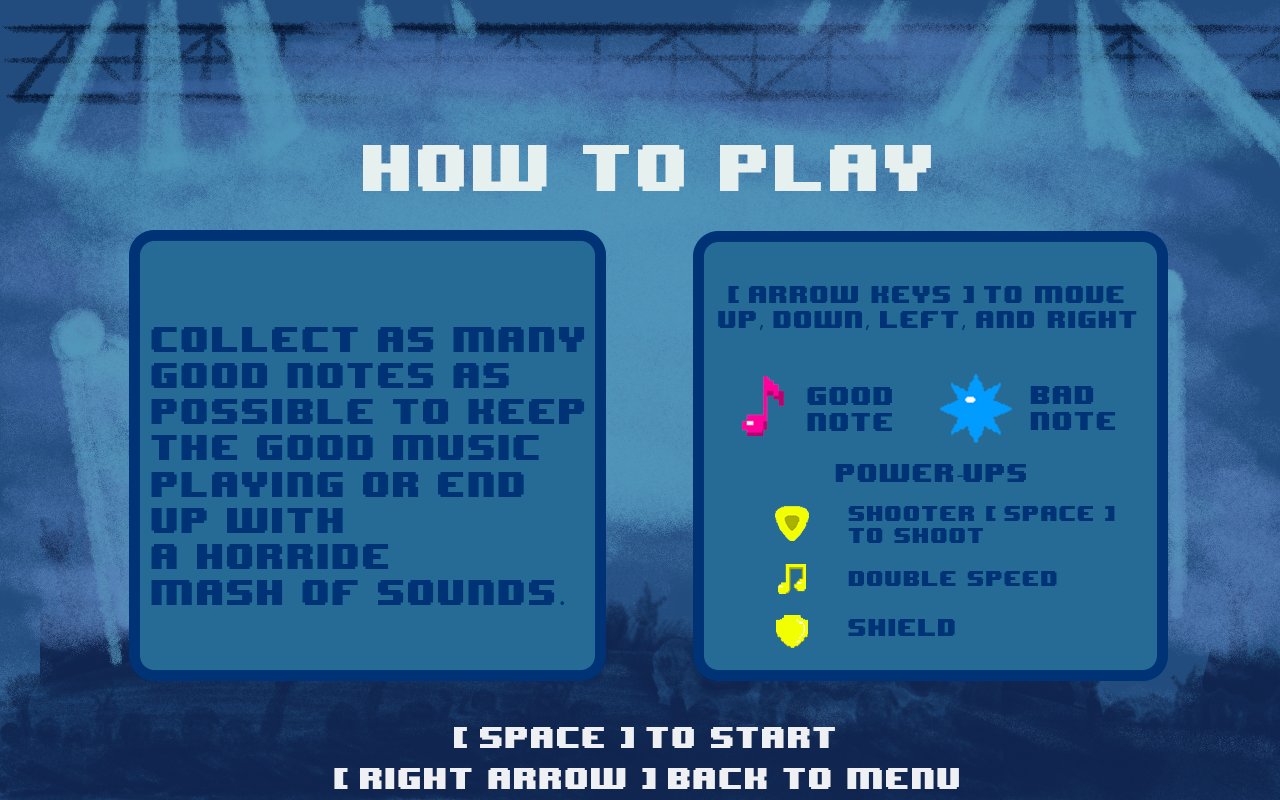 HOW TO PLAY
COLLECT AS MANY
GOOD NOTES AS
POSSIBLE TO KEEP
THE GOOD MUSIC
PLAYING OR END
UP WITH
A HORRIDE
MASH OF SOUNDS.
[ ARROW KEYS ] TO MOVE
UP, DOWN, LEFT, AND RIGHT
GOOD
NOTE
BAD
NOTE
POWER-UPS
SHOOTER [ SPACE ]
TO SHOOT
DOUBLE SPEED
SHIELD
[ SPACE ] TO START
[ RIGHT ARROW ] BACK TO MENU